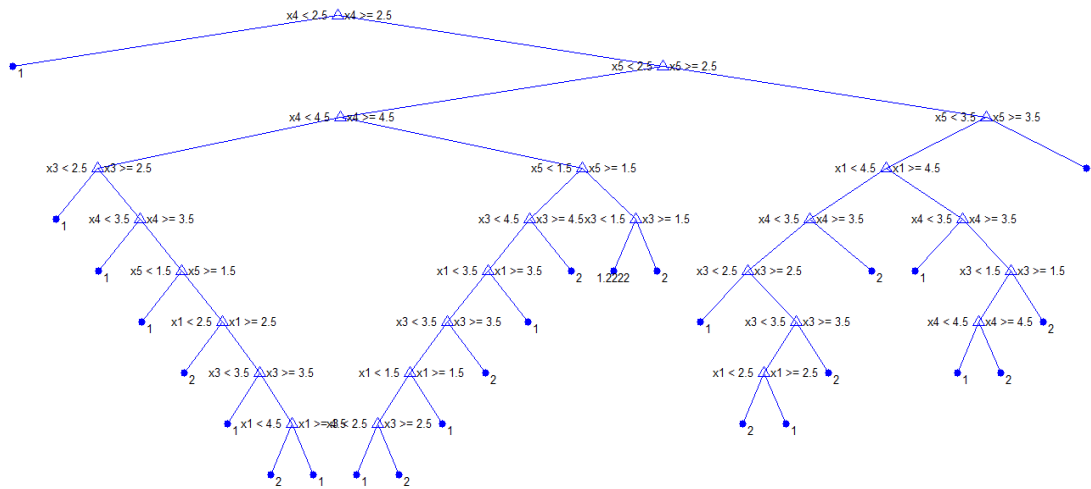 x4 < 2.5 x4 >= 2.5
1 x5 < 2.5 x5 >= 2.5
x4 < 4.5 x4 >= 4.5 x5 < 3.5 x5 >= 3.5
x3 < 2.5 x3 >= 2.5 x5 < 1.5 x5 >= 1.5 x1 < 4.5 x1 >= 4.5
1 x4 < 3.5 x4 >= 3.5 x3 < 4.5 x3 >= 4.5 x3 < 1.5 x3 >= 1.5 x4 < 3.5 x4 >= 3.5 x4 < 3.5 x4 >= 3.5
1 x5 < 1.5 x5 >= 1.5 x1 < 3.5 x1 >= 3.5 2 1.2222 2 x3 < 2.5 x3 >= 2.5 2 1 x3 < 1.5 x3 >= 1.5
1 x1 < 2.5 x1 >= 2.5 x3 < 3.5 x3 >= 3.5 1 1 x3 < 3.5 x3 >= 3.5 x4 < 4.5 x4 >= 4.5 2
2 x3 < 3.5 x3 >= 3.5 x1 < 1.5 x1 >= 1.5 2 x1 < 2.5 x1 >= 2.5 2 1 2
1 x1 < 4.5 x1 >= 4.5 x3 < 2.5 x3 >= 2.5 1 2 1
2 1 1 2